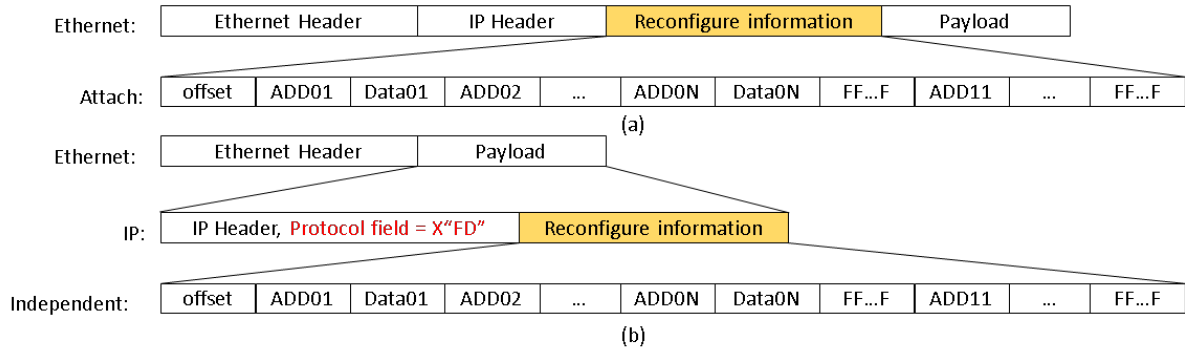 Ethernet: Ethernet Header IP Header Reconfigure information Payload
Attach: offset ADD01 Data01 ADD02 ... ADD0N Data0N FF...F ADD11 ... FF...F
(a)
Ethernet: Ethernet Header Payload
IP: IP Header, Protocol field = X“FD” Reconfigure information
Independent: offset ADD01 Data01 ADD02 ... ADD0N Data0N FF...F ADD11 ... FF...F
(b)